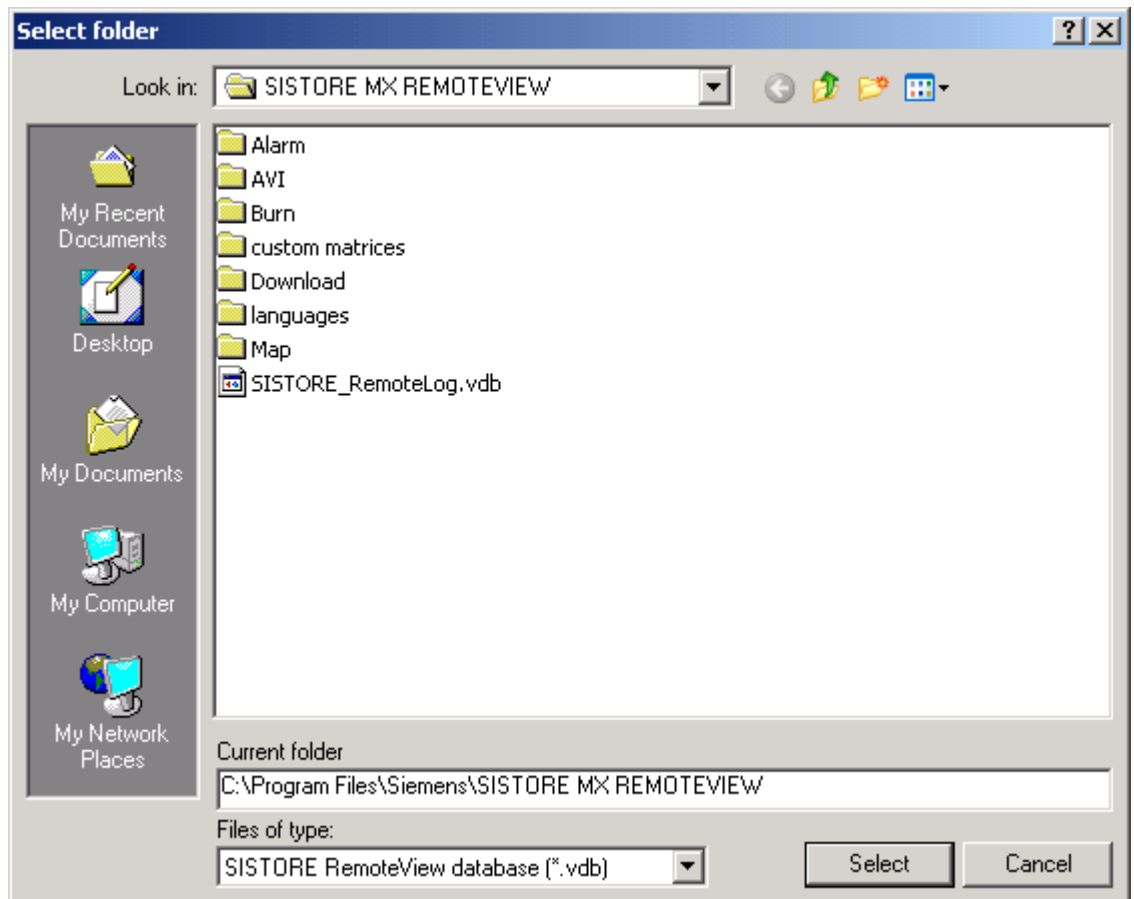 Select folder
Look in:
SISTORE MX REMOTEVIEW
My Recent
Documents
Desktop
My Documents
My Computer
My Network
Places
Alarm
AVI
Burn
custom matrices
Download
languages
Map
SISTORE_RemoteLog.vdb
Current folder
C:\Program Files\Siemens\SISTORE MX REMOTEVIEW
Files of type:
SISTORE RemoteView database (*.vdb)
Select
Cancel